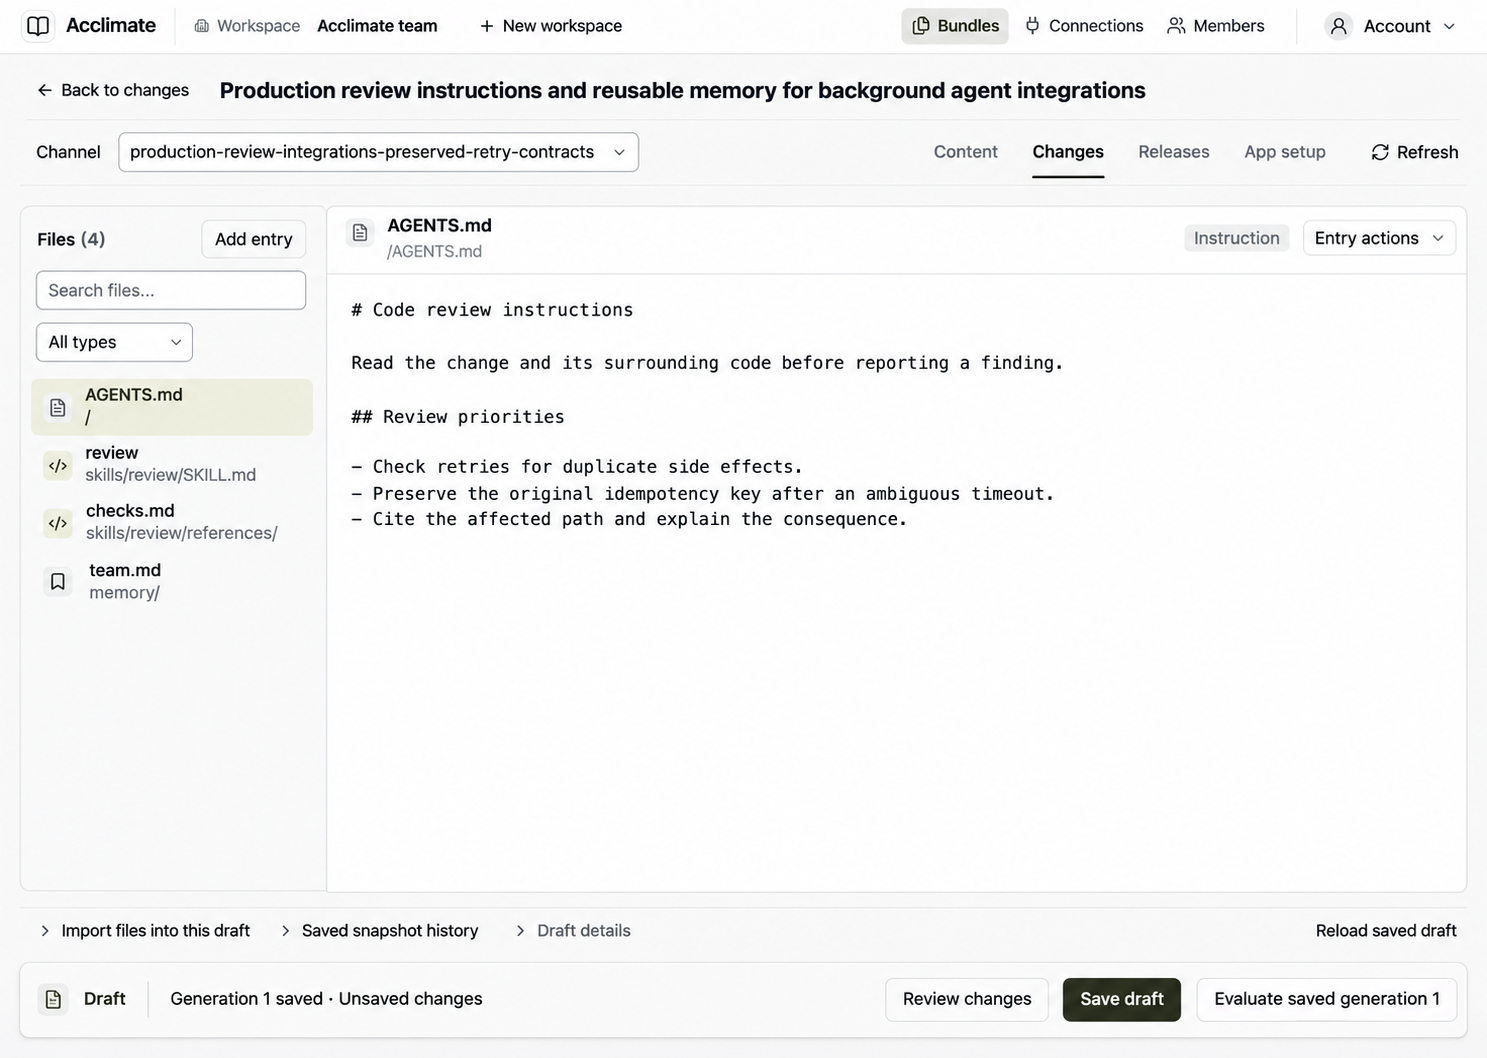 Acclimate
Workspace Acclimate team
+ New workspace
Bundles
Connections
Members
Account
Back to changes
Production review instructions and reusable memory for background agent integrations
Channel
production-review-integrations-preserved-retry-contracts
Content
Changes
Releases
App setup
Refresh
Files (4)
Add entry
Search files...
All types
AGENTS.md
/
review
skills/review/SKILL.md
checks.md
skills/review/references/
team.md
memory/
AGENTS.md
/AGENTS.md
Instruction
Entry actions
# Code review instructions
Read the change and its surrounding code before reporting a finding.
## Review priorities
– Check retries for duplicate side effects.
– Preserve the original idempotency key after an ambiguous timeout.
– Cite the affected path and explain the consequence.
Import files into this draft
Saved snapshot history
Draft details
Reload saved draft
Draft
Generation 1 saved · Unsaved changes
Review changes
Save draft
Evaluate saved generation 1